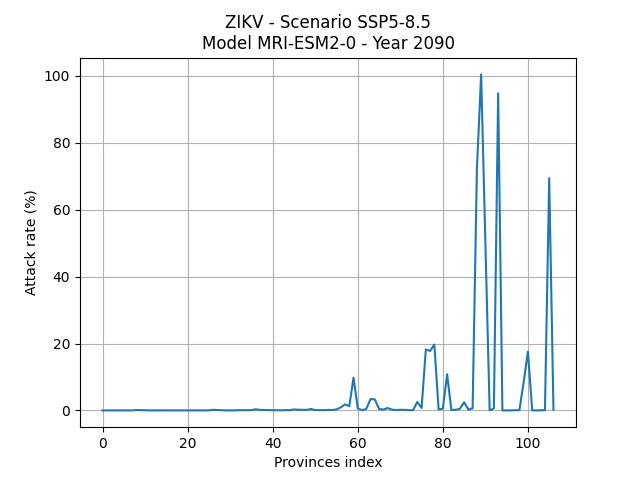 ZIKV - Scenario SSP5-8.5
Model MRI-ESM2-0 - Year 2090
100
80
60
40
20
0
Attack rate (%)
0 20 40 60 80 100
Provinces index